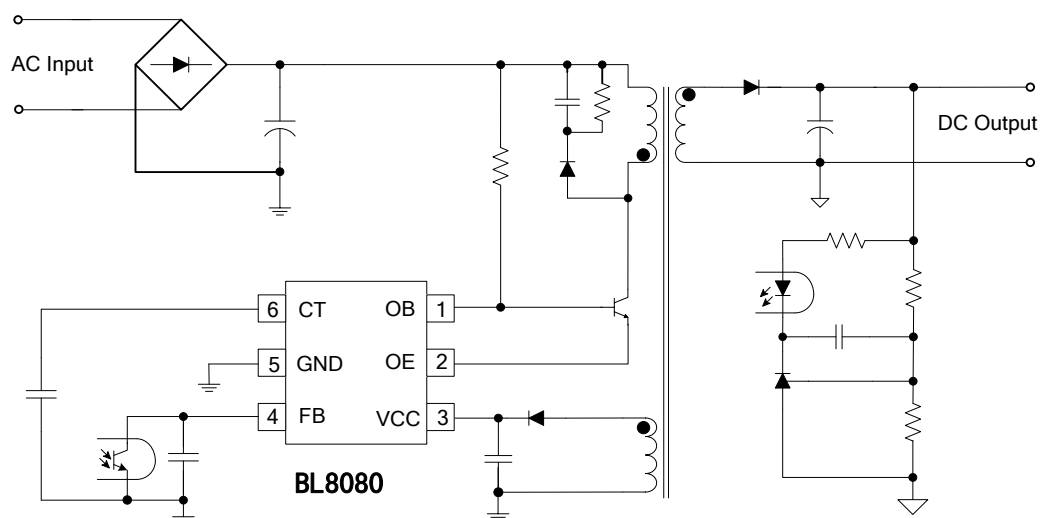 AC Input
DC Output
6 CT OB 1
5 GND OE 2
4 FB VCC 3
BL8080